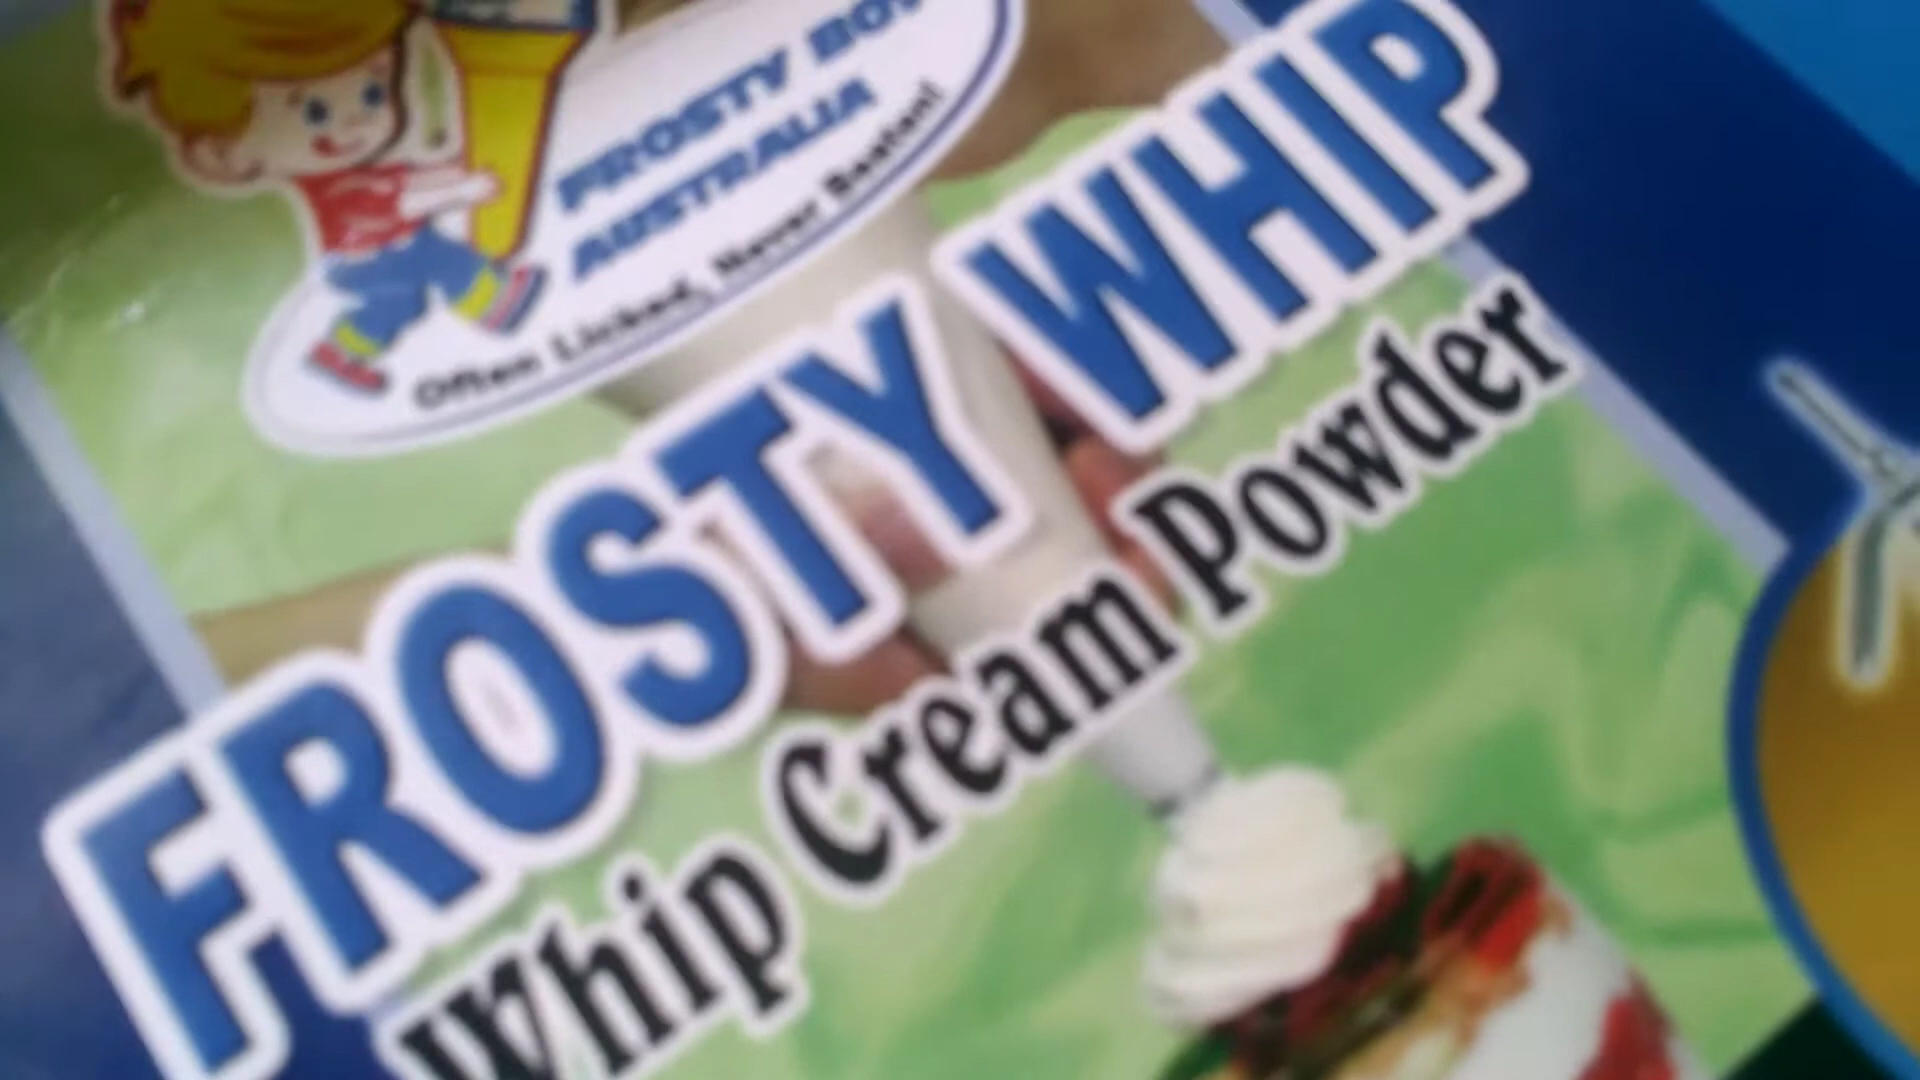 FROSTY BOY
AUSTRALIA
Often Licked, Never Beaten!
FROSTY WHIP
Whip Cream Powder